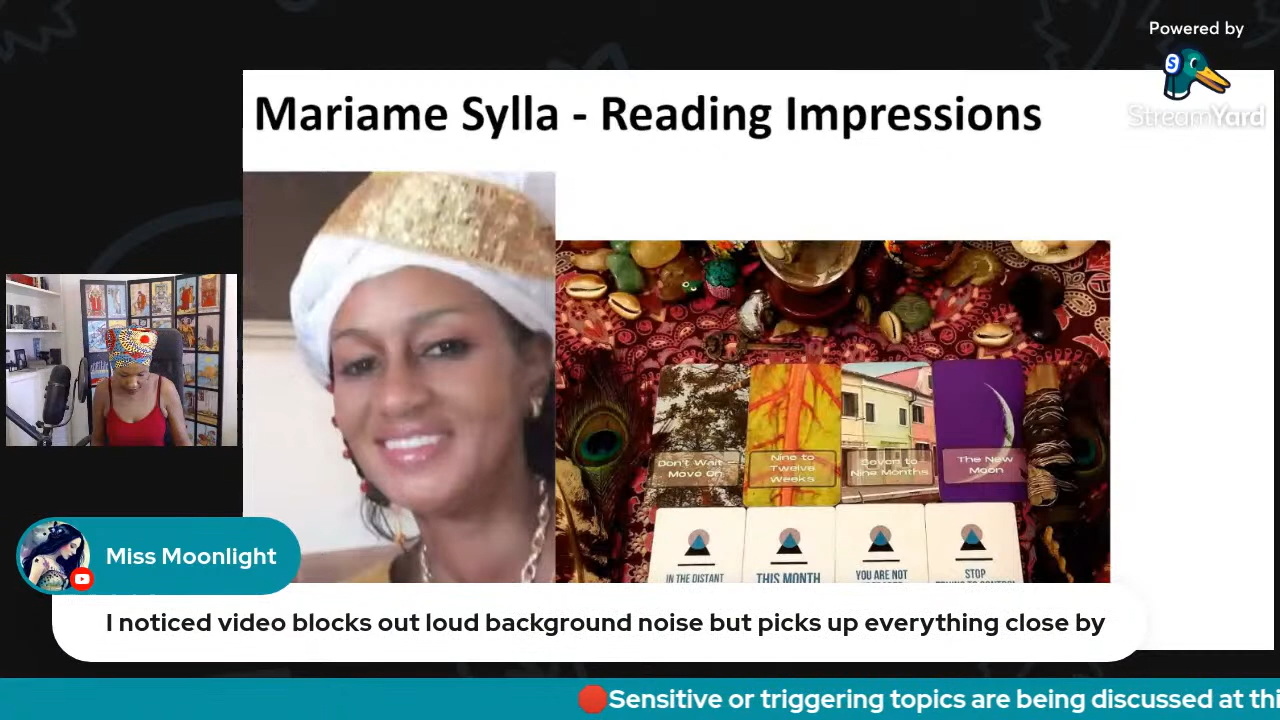 Powered by
S
StreamYard
Mariame Sylla - Reading Impressions
Don't Wait
Move On
Nine to
Twelve
Weeks
Seven to
Nine Months
The New
Moon
IN THE DISTANT
THIS MONTH
YOU ARE NOT
STOP
Miss Moonlight
I noticed video blocks out loud background noise but picks up everything close by
🔴Sensitive or triggering topics are being discussed at thi